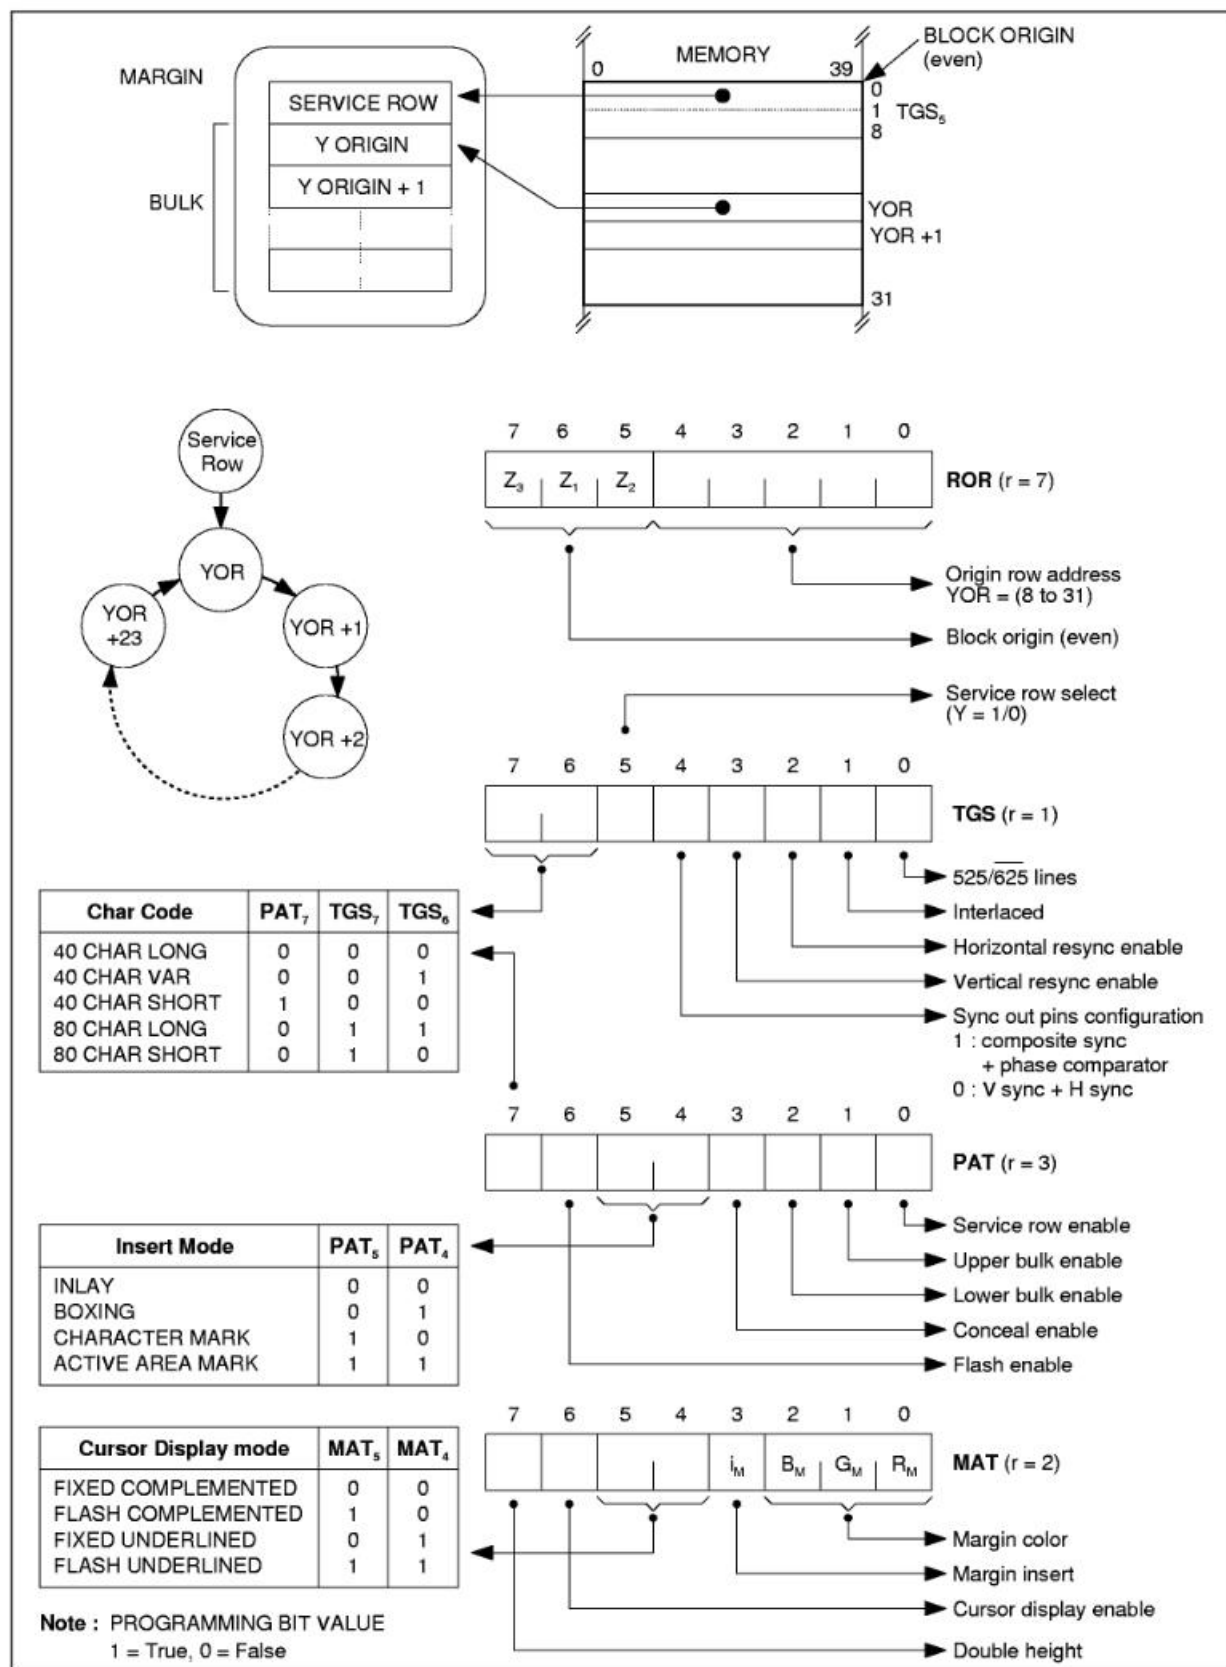 MARGIN
SERVICE ROW
Y ORIGIN
Y ORIGIN + 1
BULK
MEMORY
0 39
BLOCK ORIGIN
(even)
0
1 TGS₅
8
YOR
YOR +1
31
Service
Row
YOR
YOR
+23
YOR +1
YOR +2
7 6 5 4 3 2 1 0
Z₃ Z₁ Z₂
ROR (r = 7)
Origin row address
YOR = (8 to 31)
Block origin (even)
Service row select
(Y = 1/0)
7 6 5 4 3 2 1 0
TGS (r = 1)
525/6̅2̅5̅ lines
Interlaced
Horizontal resync enable
Vertical resync enable
Sync out pins configuration
1 : composite sync
+ phase comparator
0 : V sync + H sync
Char Code PAT₇ TGS₇ TGS₆
40 CHAR LONG 0 0 0
40 CHAR VAR 0 0 1
40 CHAR SHORT 1 0 0
80 CHAR LONG 0 1 1
80 CHAR SHORT 0 1 0
7 6 5 4 3 2 1 0
PAT (r = 3)
Service row enable
Upper bulk enable
Lower bulk enable
Conceal enable
Flash enable
Insert Mode PAT₅ PAT₄
INLAY 0 0
BOXING 0 1
CHARACTER MARK 1 0
ACTIVE AREA MARK 1 1
7 6 5 4 3 2 1 0
i_M B_M G_M R_M
MAT (r = 2)
Margin color
Margin insert
Cursor display enable
Double height
Cursor Display mode MAT₅ MAT₄
FIXED COMPLEMENTED 0 0
FLASH COMPLEMENTED 1 0
FIXED UNDERLINED 0 1
FLASH UNDERLINED 1 1
Note : PROGRAMMING BIT VALUE
1 = True, 0 = False